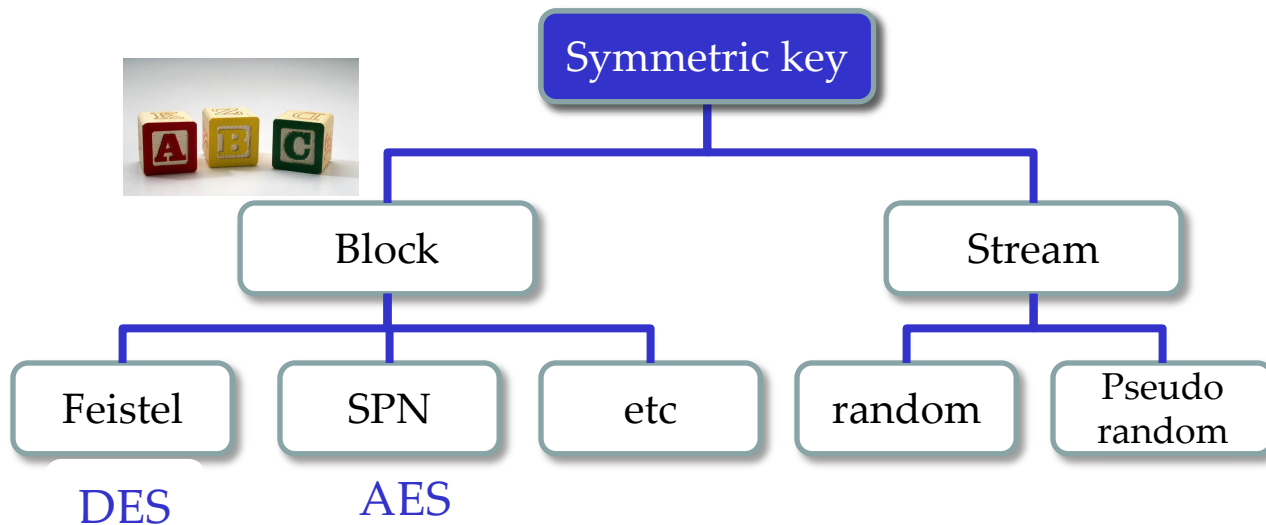 Symmetric key
A B C
Block
Stream
Feistel
SPN
etc
random
Pseudo
random
DES
AES